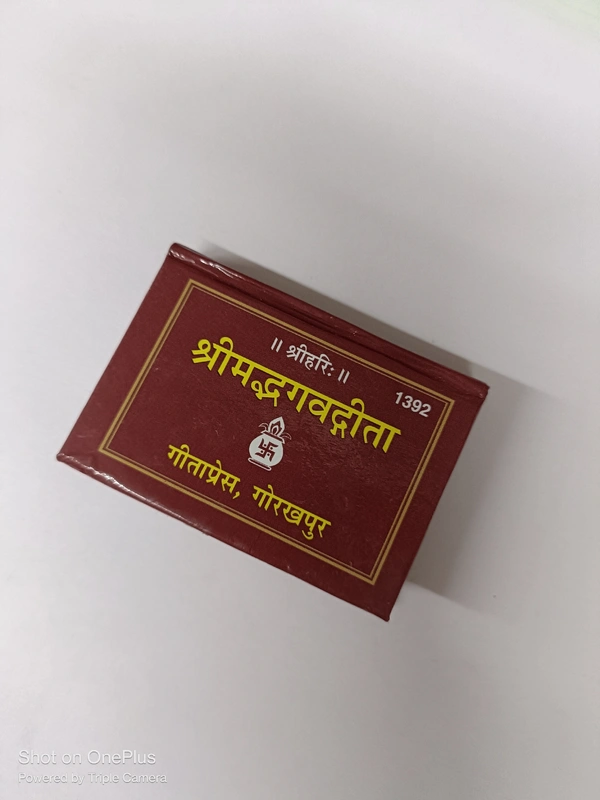 ॥ श्रीहरिः ॥
1392
श्रीमद्भगवद्गीता
गीताप्रेस, गोरखपुर
Shot on OnePlus
Powered by Triple Camera